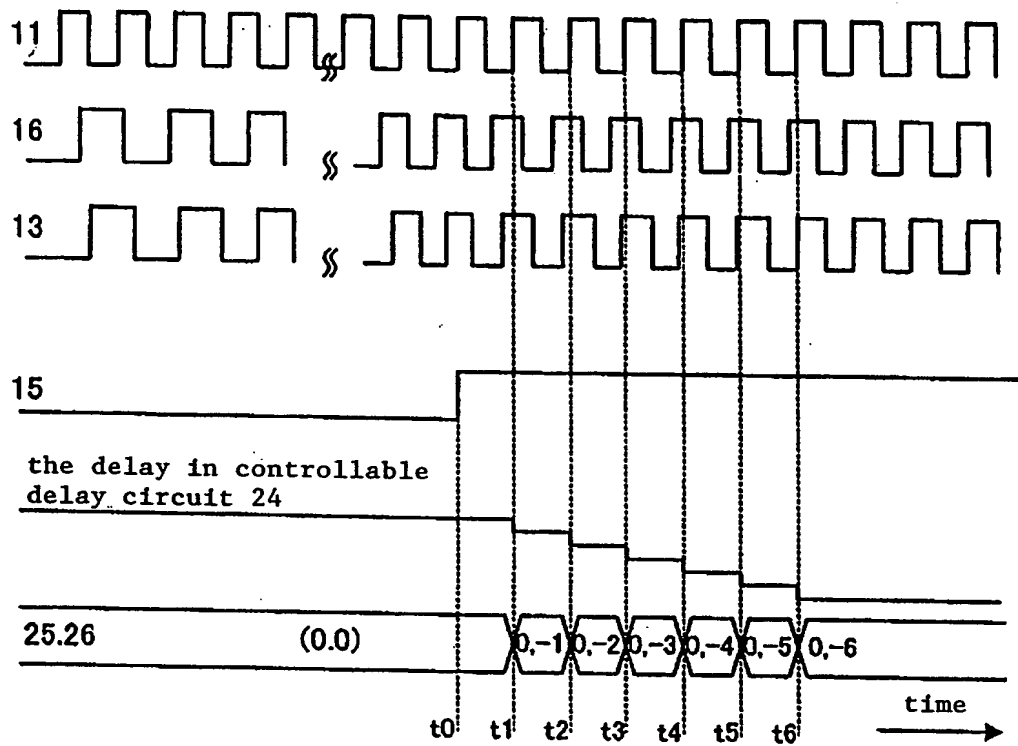 11
16
13
15
the delay in controllable
delay circuit 24
25.26 (0.0) 0,-1 0,-2 0,-3 0,-4 0,-5 0,-6
time
t0 t1 t2 t3 t4 t5 t6